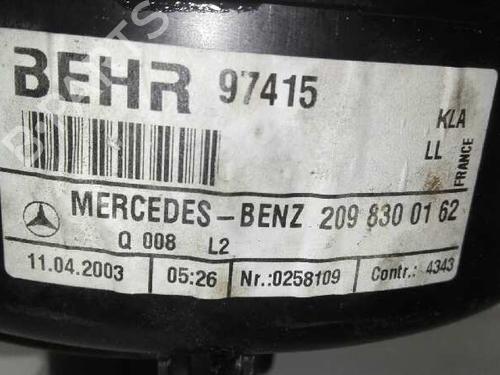 BEHR 97415
KLA
LL
FRANCE
MERCEDES-BENZ 209 830 01 62
Q 008 L2
11.04.2003 05:26 Nr.:0258109 Contr.: 4343